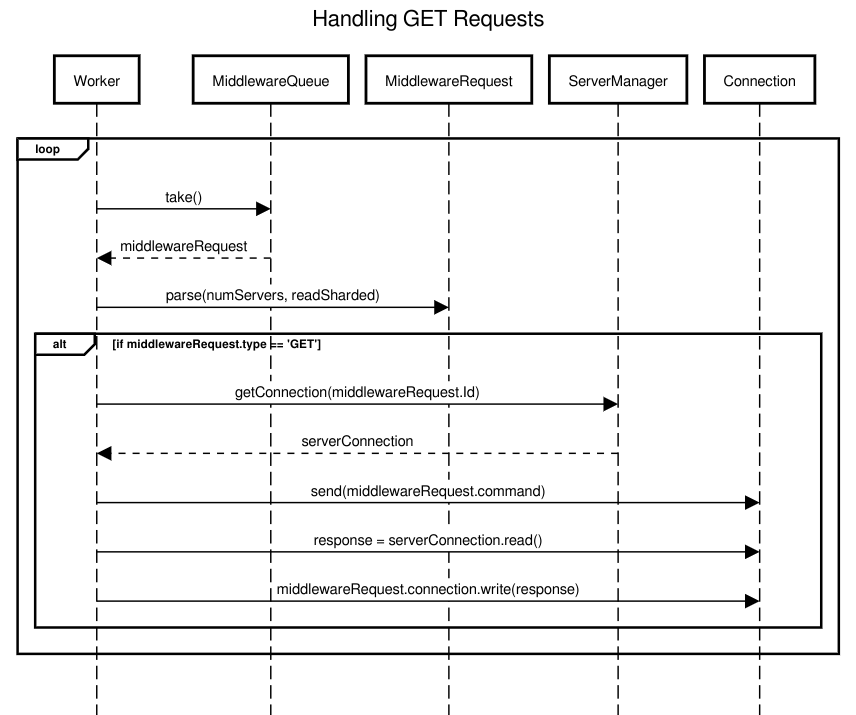 Handling GET Requests
Worker
MiddlewareQueue
MiddlewareRequest
ServerManager
Connection
loop
take()
middlewareRequest
parse(numServers, readSharded)
alt
[if middlewareRequest.type == 'GET']
getConnection(middlewareRequest.Id)
serverConnection
send(middlewareRequest.command)
response = serverConnection.read()
middlewareRequest.connection.write(response)